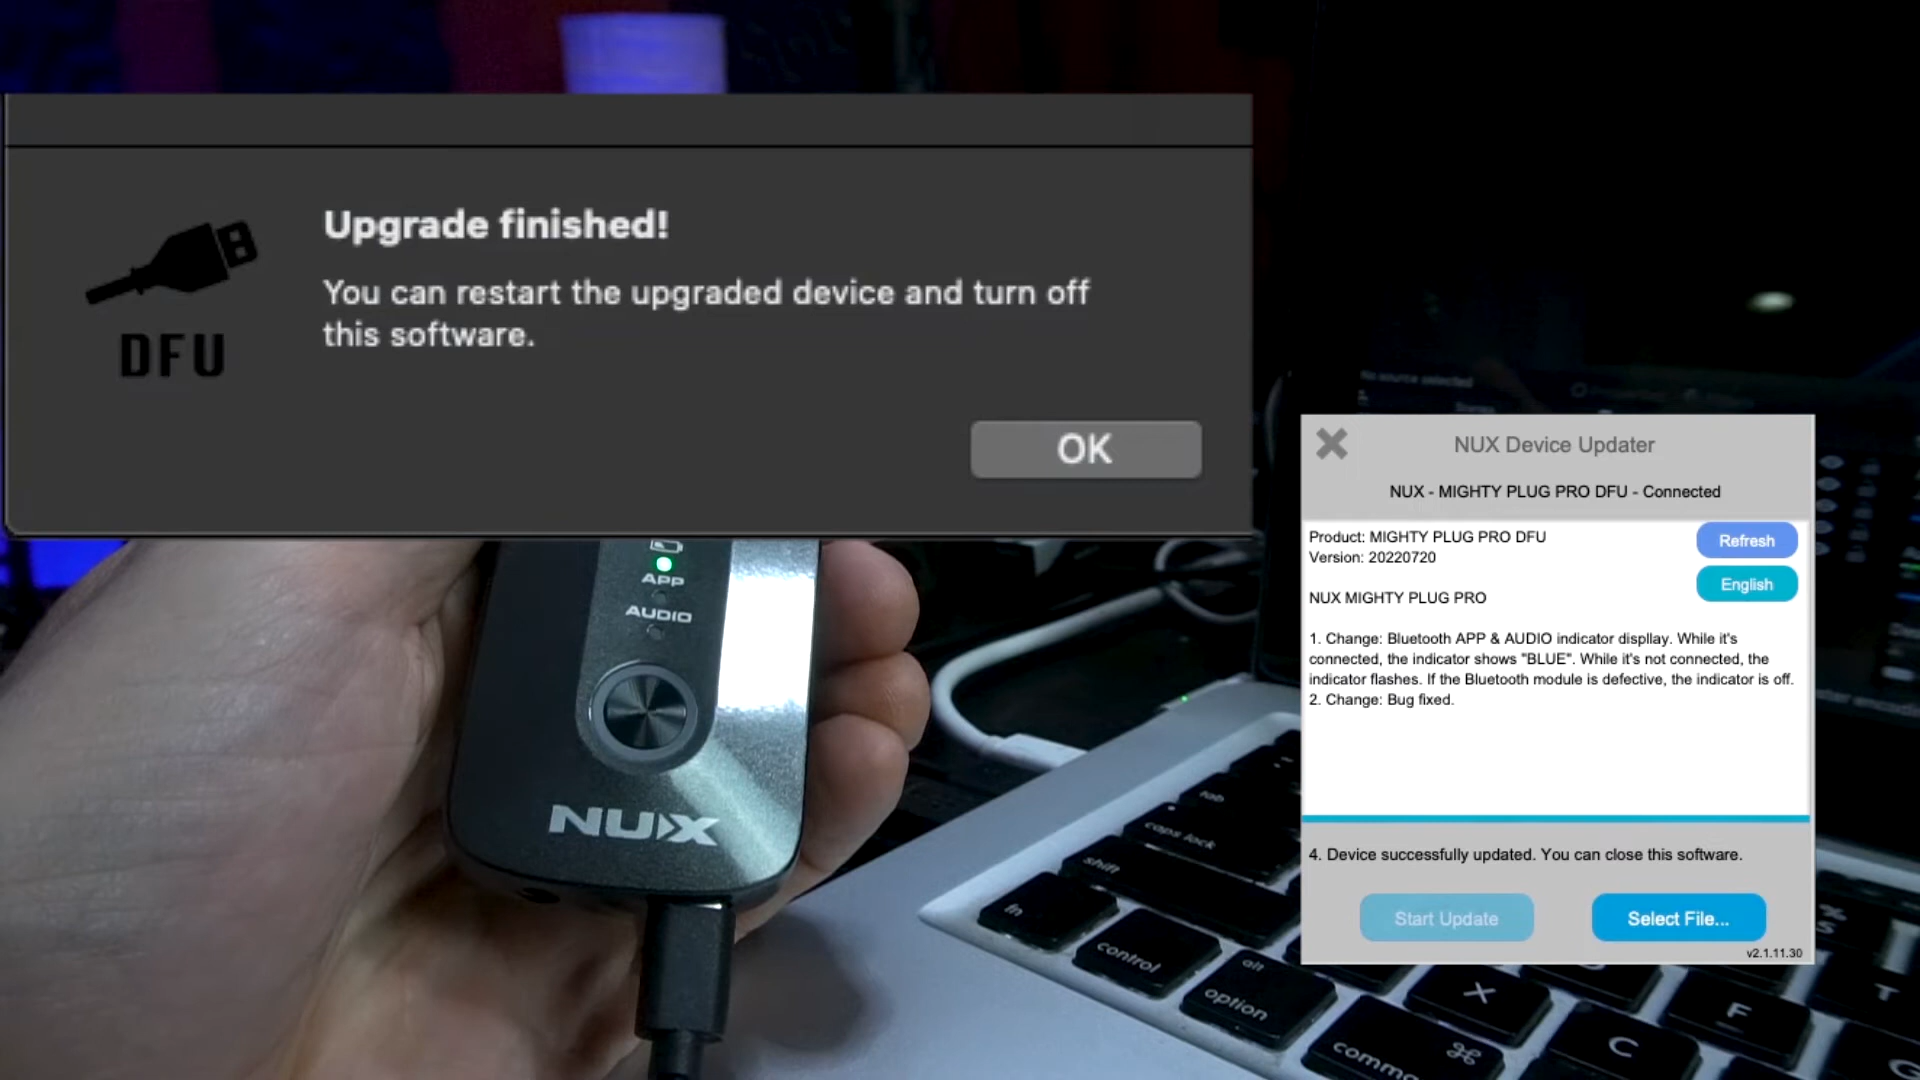 Upgrade finished!
You can restart the upgraded device and turn off
this software.
DFU
OK
APP
AUDIO
NUX
No source selected
NUX Device Updater
NUX - MIGHTY PLUG PRO DFU - Connected
Product: MIGHTY PLUG PRO DFU
Version: 20220720
Refresh
English
NUX MIGHTY PLUG PRO
1. Change: Bluetooth APP & AUDIO indicator displlay. While it's
connected, the indicator shows "BLUE". While it's not connected, the
indicator flashes. If the Bluetooth module is defective, the indicator is off.
2. Change: Bug fixed.
4. Device successfully updated. You can close this software.
Start Update
Select File...
v2.1.11.30
tab
caps lock
shift
fn
control
alt
option
⌘
X
C
F
T